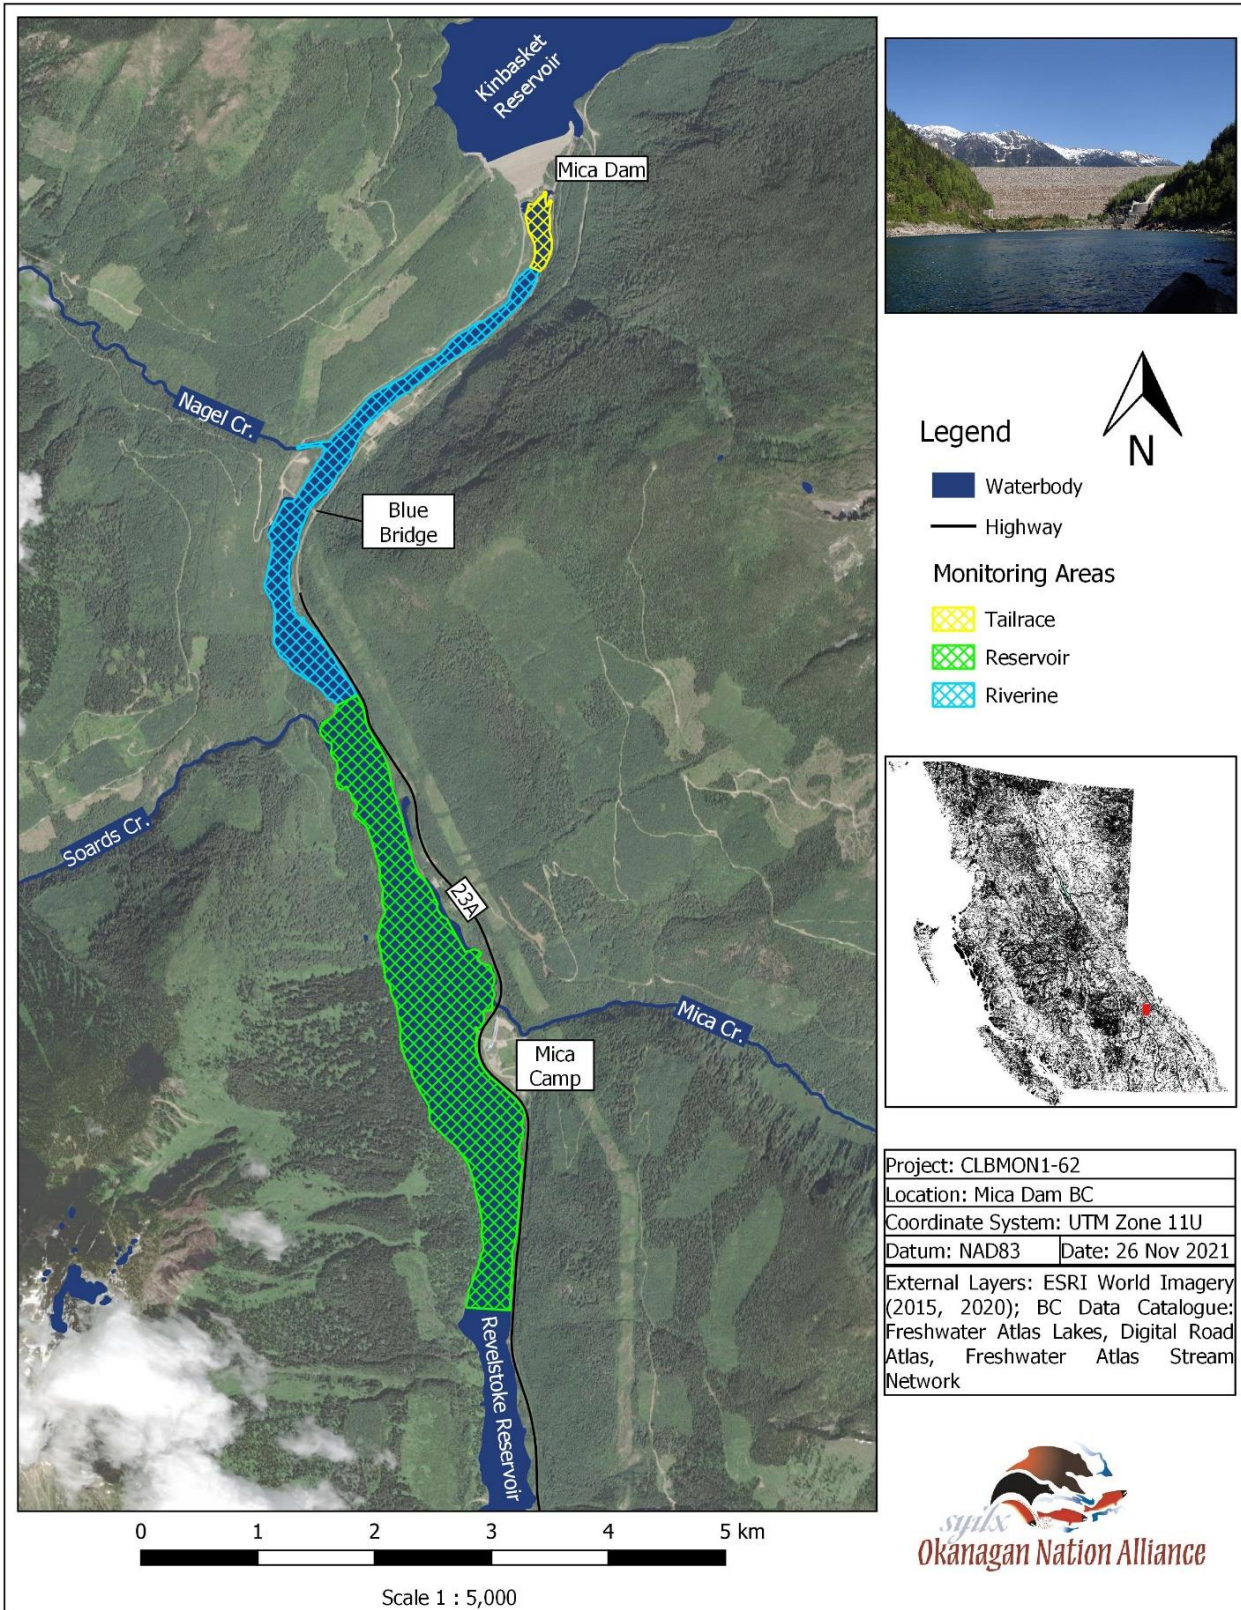 Kinbasket
Reservoir
Mica Dam
Nagel Cr.
Blue
Bridge
Soards Cr.
23A
Mica Cr.
Mica
Camp
Revelstoke Reservoir
0 1 2 3 4 5 km
Scale 1 : 5,000
N
Legend
Waterbody
Highway
Monitoring Areas
Tailrace
Reservoir
Riverine
Project: CLBMON1-62
Location: Mica Dam BC
Coordinate System: UTM Zone 11U
Datum: NAD83 Date: 26 Nov 2021
External Layers: ESRI World Imagery
(2015, 2020); BC Data Catalogue:
Freshwater Atlas Lakes, Digital Road
Atlas, Freshwater Atlas Stream
Network
syilx
Okanagan Nation Alliance